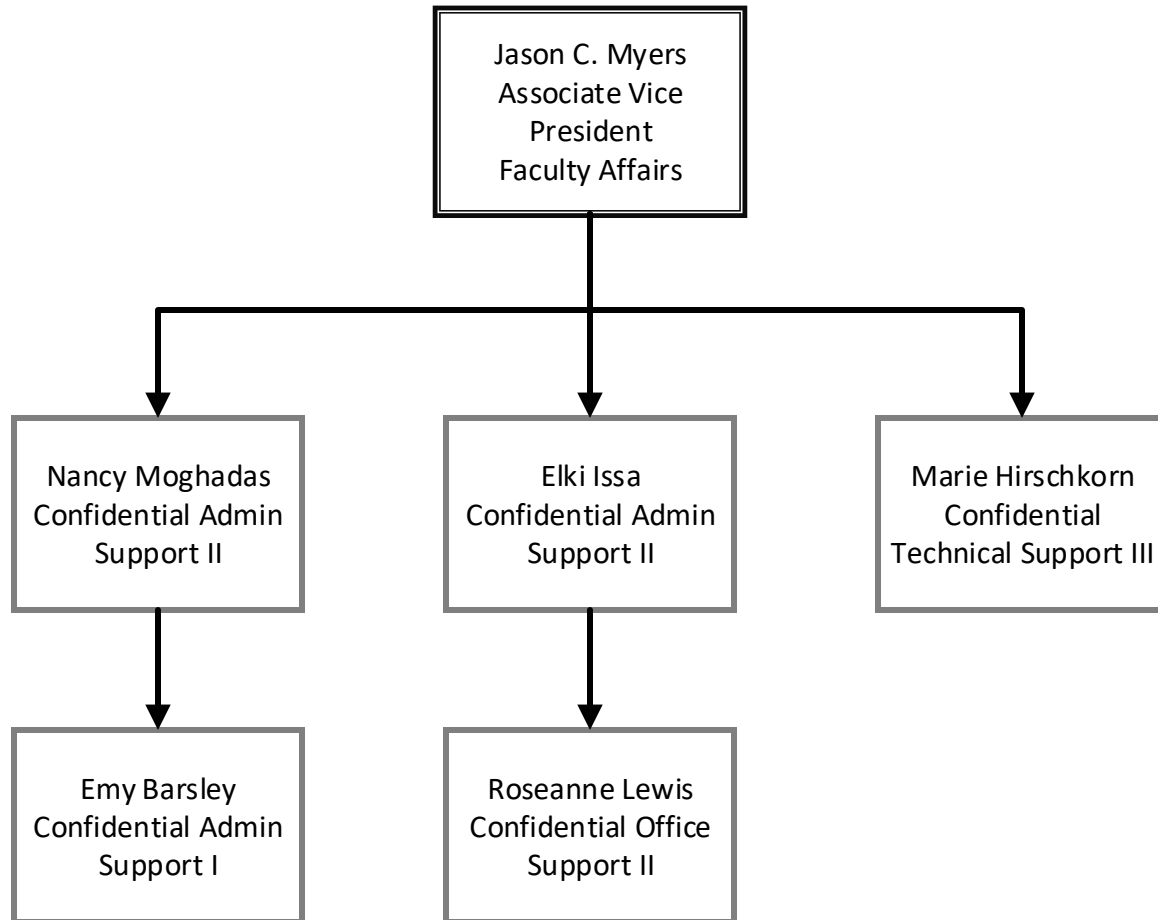 Jason C. Myers
Associate Vice
President
Faculty Affairs
Nancy Moghadas
Confidential Admin
Support II
Elki Issa
Confidential Admin
Support II
Marie Hirschkorn
Confidential
Technical Support III
Emy Barsley
Confidential Admin
Support I
Roseanne Lewis
Confidential Office
Support II